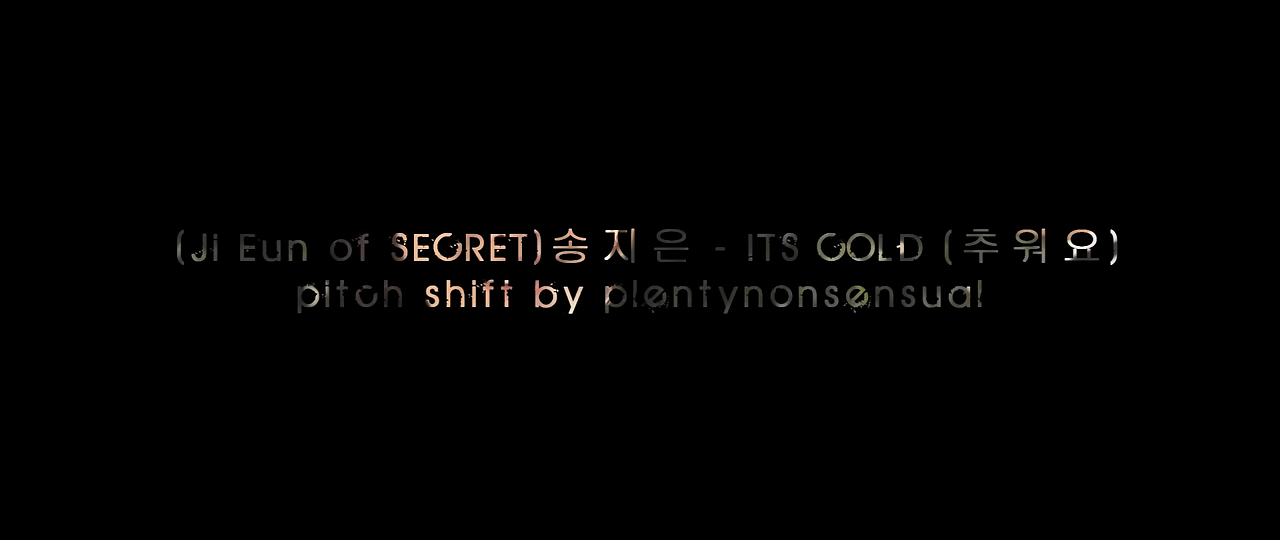 (Ji Eun of SECRET)송지은 - ITS COLD (추워요)
pitch shift by plentynonsensual